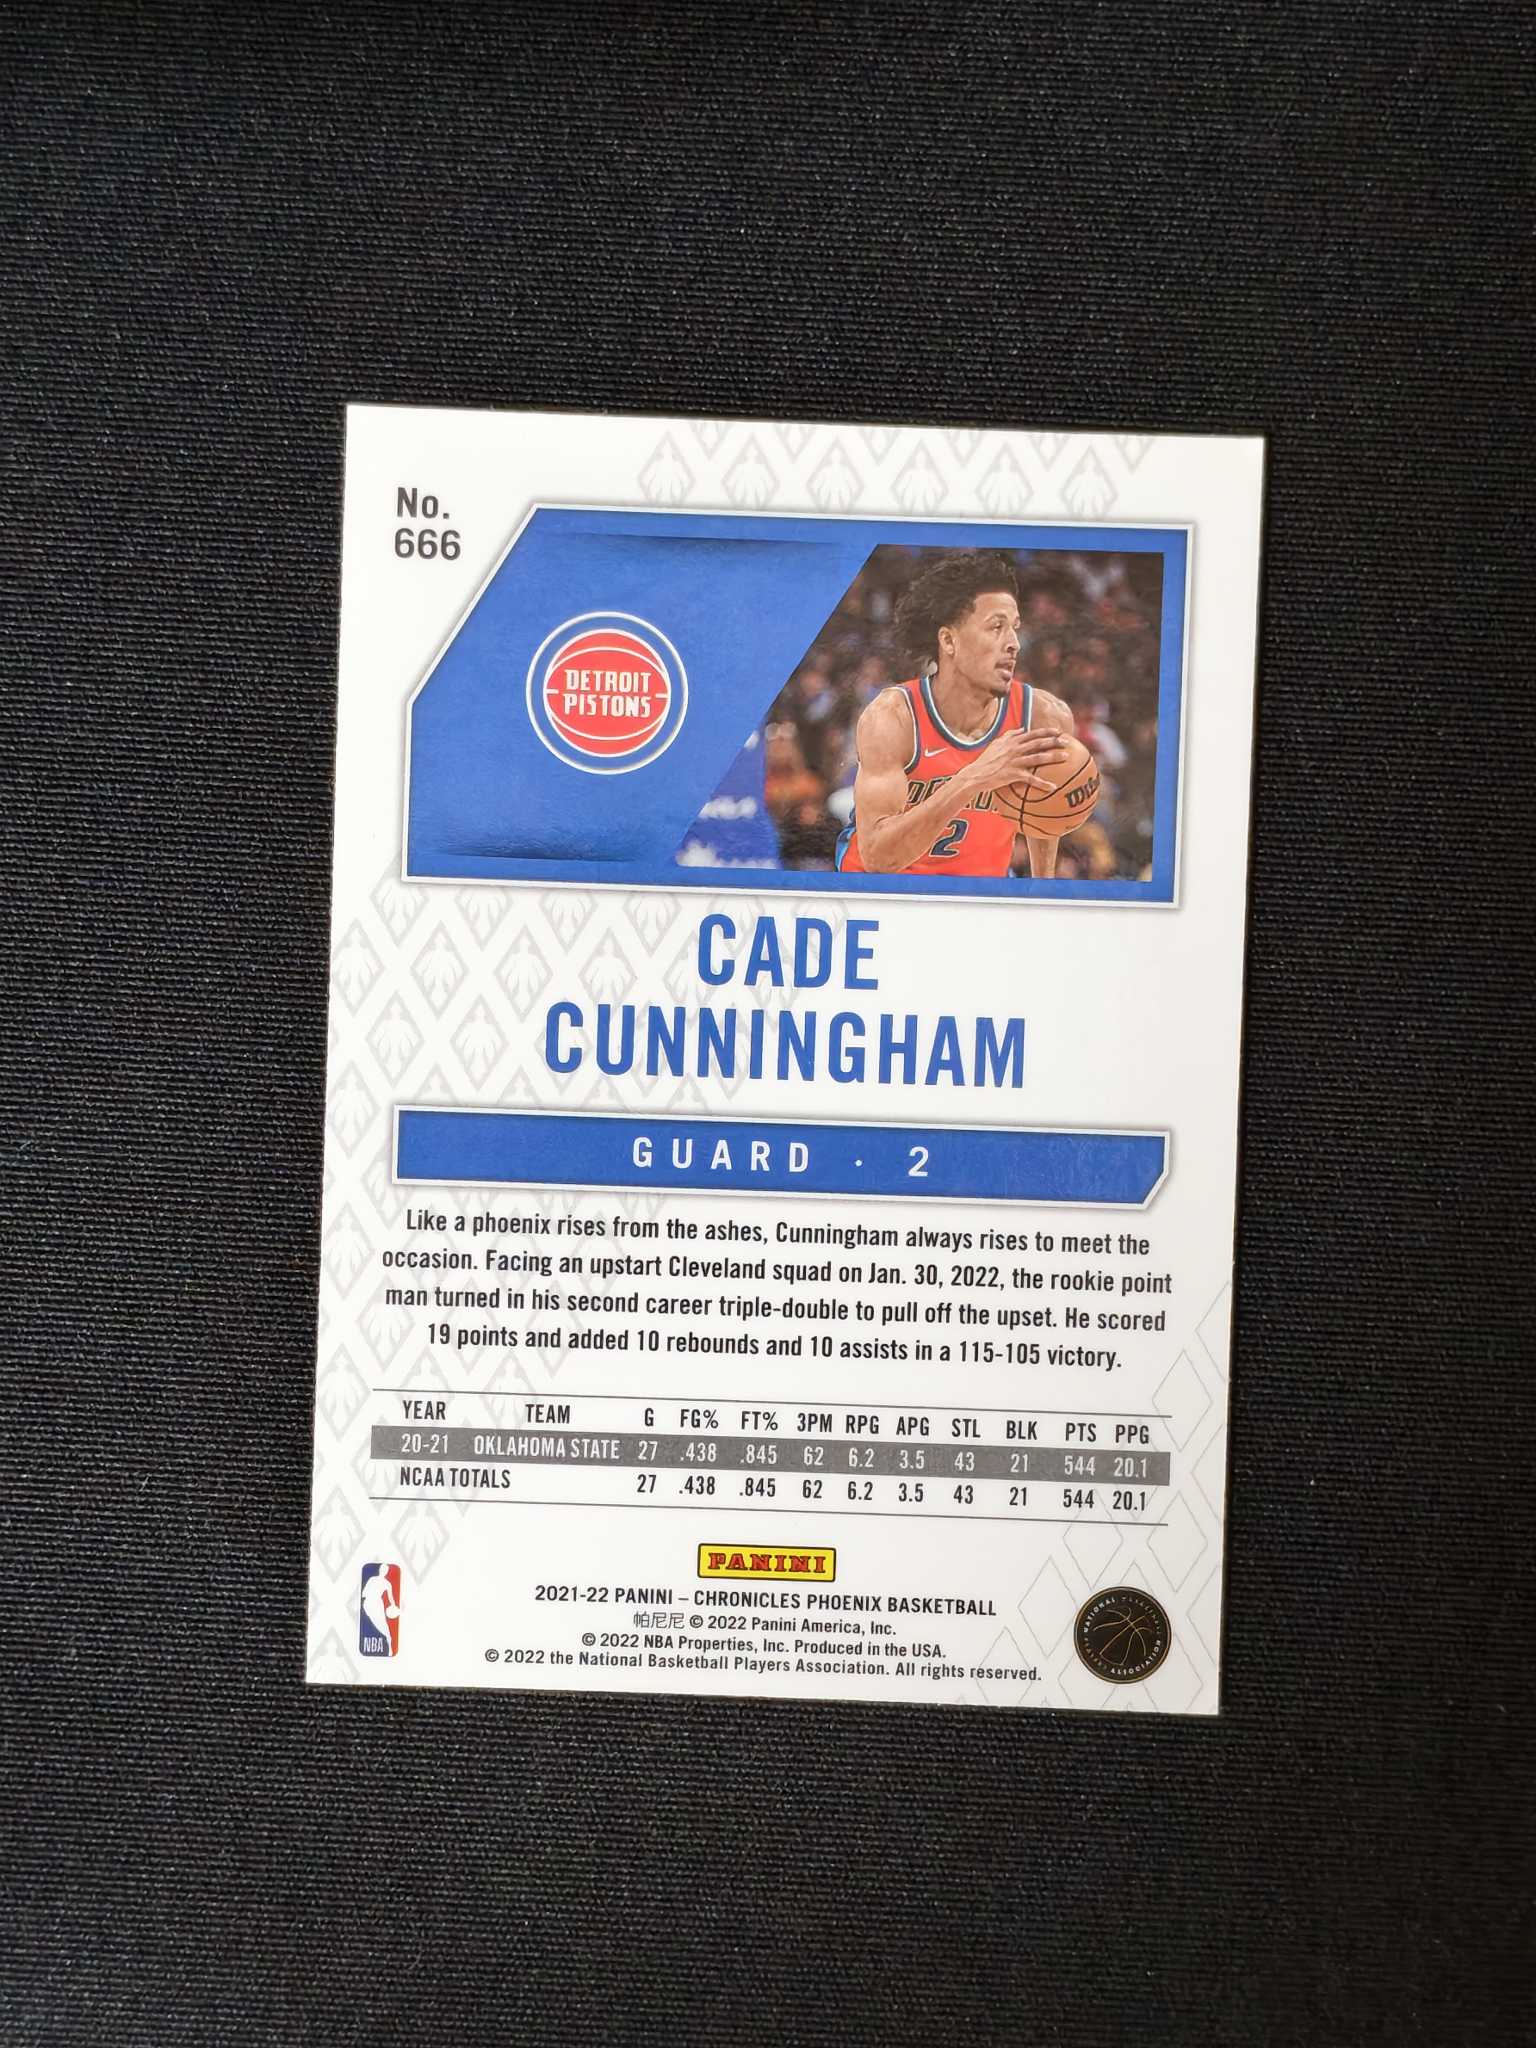 No.
666
DETROIT
PISTONS
2
CADE
CUNNINGHAM
GUARD · 2
Like a phoenix rises from the ashes, Cunningham always rises to meet the
occasion. Facing an upstart Cleveland squad on Jan. 30, 2022, the rookie point
man turned in his second career triple-double to pull off the upset. He scored
19 points and added 10 rebounds and 10 assists in a 115-105 victory.
YEAR TEAM G FG% FT% 3PM RPG APG STL BLK PTS PPG
20-21 OKLAHOMA STATE 27 .438 .845 62 6.2 3.5 43 21 544 20.1
NCAA TOTALS 27 .438 .845 62 6.2 3.5 43 21 544 20.1
PANINI
2021-22 PANINI – CHRONICLES PHOENIX BASKETBALL
帕尼尼 © 2022 Panini America, Inc.
© 2022 NBA Properties, Inc. Produced in the USA.
© 2022 the National Basketball Players Association. All rights reserved.
NBA
NATIONAL BASKETBALL PLAYERS ASSOCIATION